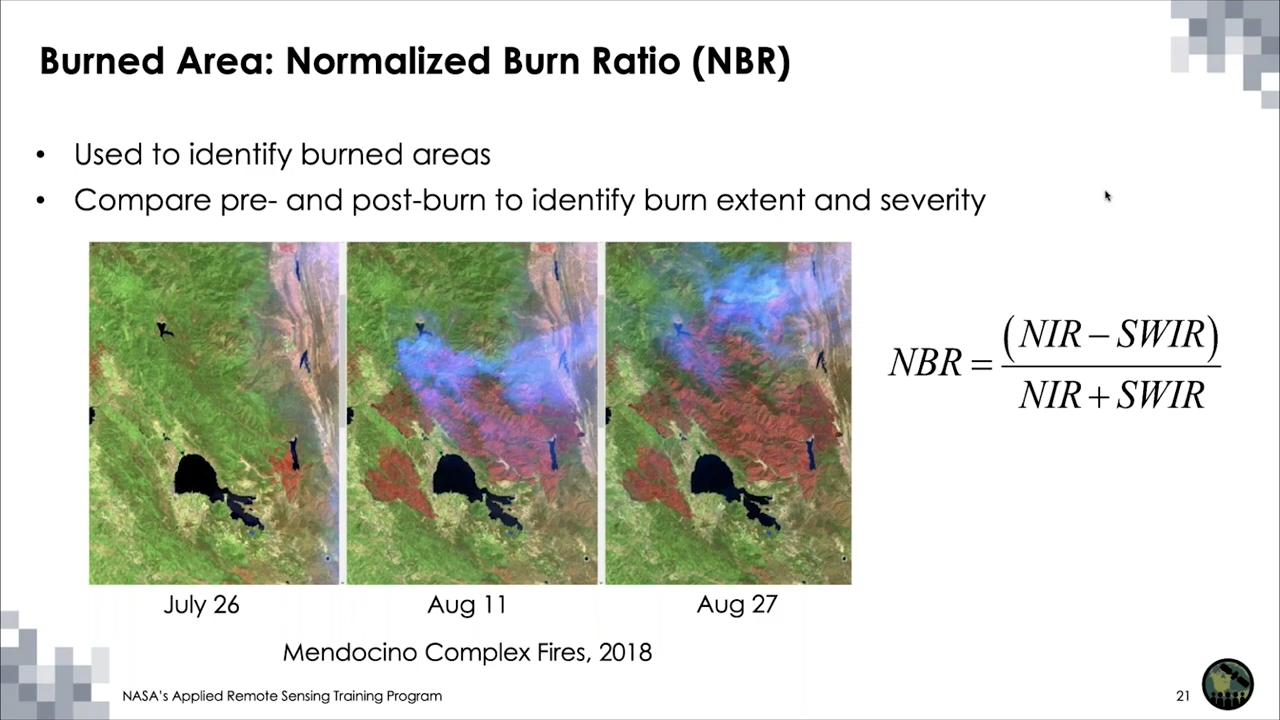 Burned Area: Normalized Burn Ratio (NBR)
• Used to identify burned areas
• Compare pre- and post-burn to identify burn extent and severity
NBR = (NIR − SWIR) / NIR + SWIR
July 26
Aug 11
Aug 27
Mendocino Complex Fires, 2018
NASA's Applied Remote Sensing Training Program
21